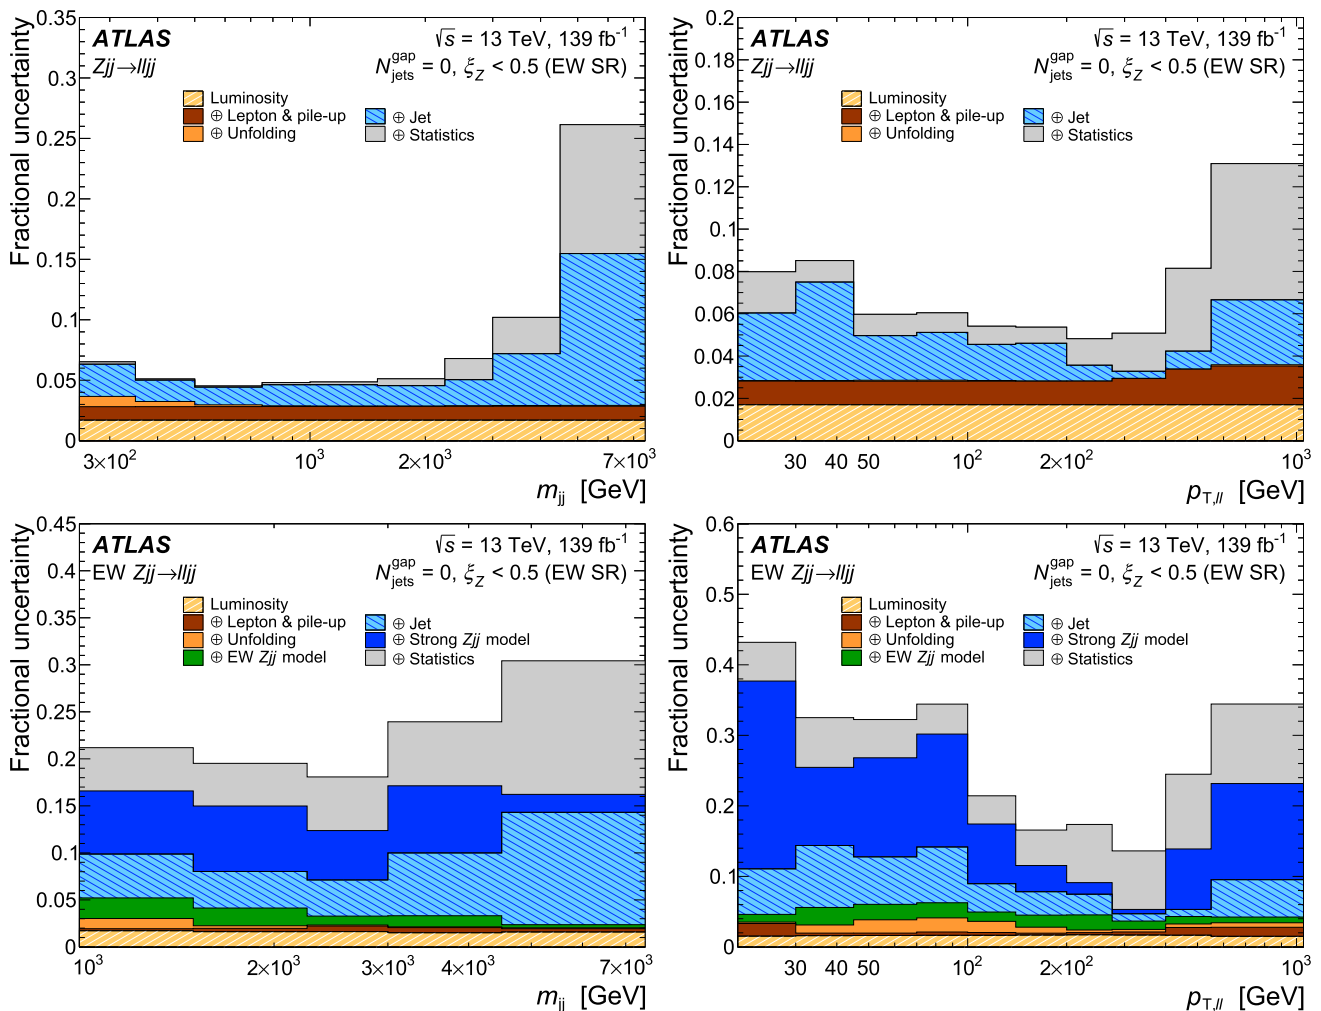 Fractional uncertainty
0.35
0.3
0.25
0.2
0.15
0.1
0.05
0
ATLAS
Zjj→lljj
√s = 13 TeV, 139 fb⁻¹
N^gap_jets = 0, ξ_Z < 0.5 (EW SR)
Luminosity
⊕ Lepton & pile-up
⊕ Unfolding
⊕ Jet
⊕ Statistics
3×10² 10³ 2×10³ 7×10³
m_jj [GeV]
Fractional uncertainty
0.2
0.18
0.16
0.14
0.12
0.1
0.08
0.06
0.04
0.02
0
ATLAS
Zjj→lljj
√s = 13 TeV, 139 fb⁻¹
N^gap_jets = 0, ξ_Z < 0.5 (EW SR)
Luminosity
⊕ Lepton & pile-up
⊕ Unfolding
⊕ Jet
⊕ Statistics
30 40 50 10² 2×10² 10³
p_T,ll [GeV]
Fractional uncertainty
0.45
0.4
0.35
0.3
0.25
0.2
0.15
0.1
0.05
0
ATLAS
EW Zjj→lljj
√s = 13 TeV, 139 fb⁻¹
N^gap_jets = 0, ξ_Z < 0.5 (EW SR)
Luminosity
⊕ Lepton & pile-up
⊕ Unfolding
⊕ EW Zjj model
⊕ Jet
⊕ Strong Zjj model
⊕ Statistics
10³ 2×10³ 3×10³ 4×10³ 7×10³
m_jj [GeV]
Fractional uncertainty
0.6
0.5
0.4
0.3
0.2
0.1
0
ATLAS
EW Zjj→lljj
√s = 13 TeV, 139 fb⁻¹
N^gap_jets = 0, ξ_Z < 0.5 (EW SR)
Luminosity
⊕ Lepton & pile-up
⊕ Unfolding
⊕ EW Zjj model
⊕ Jet
⊕ Strong Zjj model
⊕ Statistics
30 40 50 10² 2×10² 10³
p_T,ll [GeV]